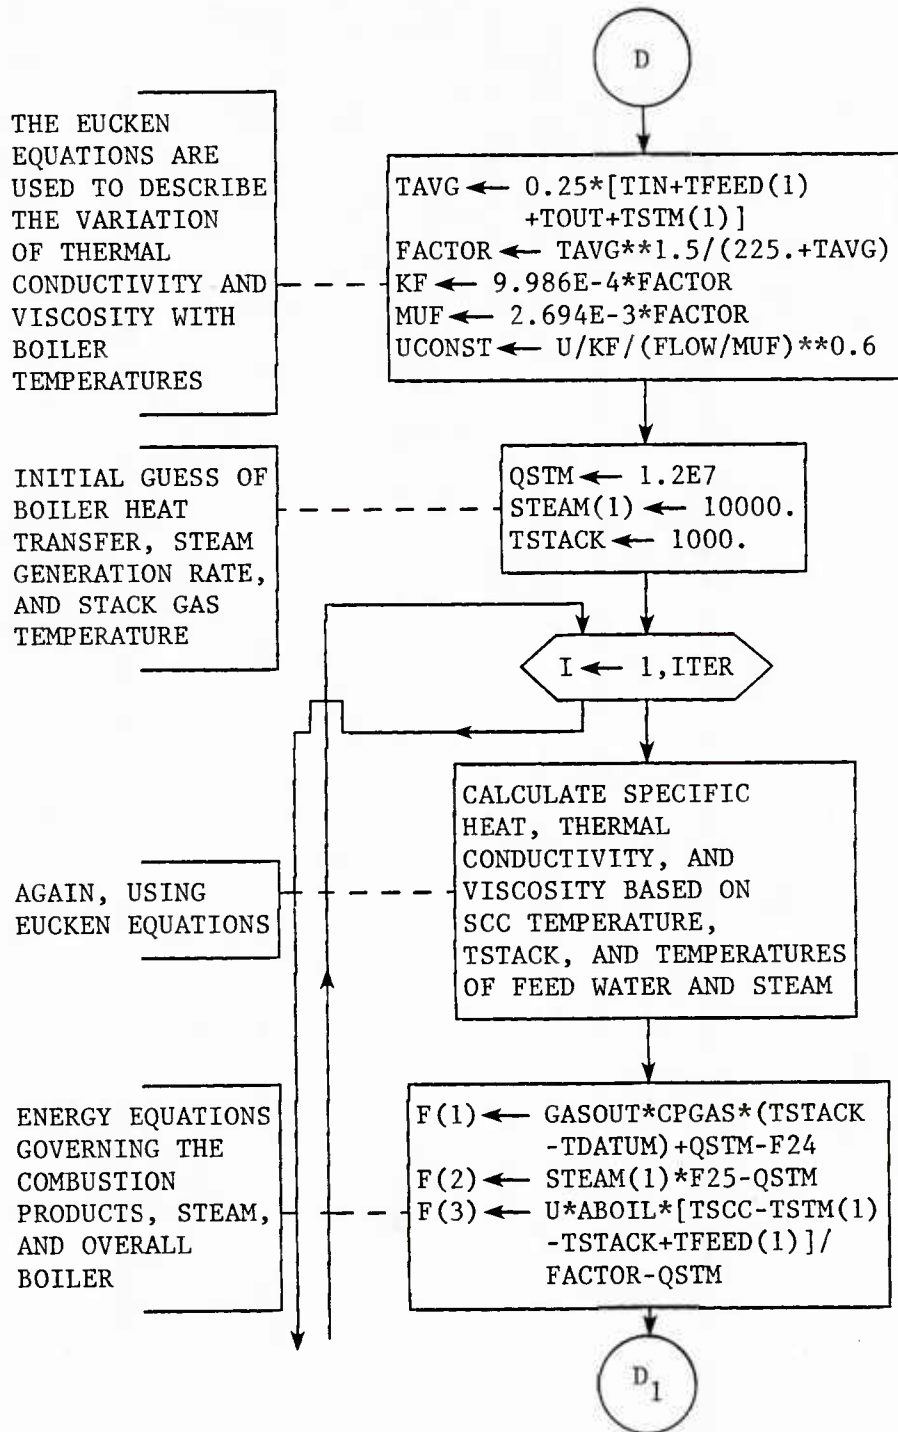 D
THE EUCKEN
EQUATIONS ARE
USED TO DESCRIBE
THE VARIATION
OF THERMAL
CONDUCTIVITY AND
VISCOSITY WITH
BOILER
TEMPERATURES
TAVG ← 0.25*[TIN+TFEED(1)
+TOUT+TSTM(1)]
FACTOR ← TAVG**1.5/(225.+TAVG)
KF ← 9.986E-4*FACTOR
MUF ← 2.694E-3*FACTOR
UCONST ← U/KF/(FLOW/MUF)**0.6
INITIAL GUESS OF
BOILER HEAT
TRANSFER, STEAM
GENERATION RATE,
AND STACK GAS
TEMPERATURE
QSTM ← 1.2E7
STEAM(1) ← 10000.
TSTACK ← 1000.
I ← 1,ITER
AGAIN, USING
EUCKEN EQUATIONS
CALCULATE SPECIFIC
HEAT, THERMAL
CONDUCTIVITY, AND
VISCOSITY BASED ON
SCC TEMPERATURE,
TSTACK, AND TEMPERATURES
OF FEED WATER AND STEAM
ENERGY EQUATIONS
GOVERNING THE
COMBUSTION
PRODUCTS, STEAM,
AND OVERALL
BOILER
F(1) ← GASOUT*CPGAS*(TSTACK
-TDATUM)+QSTM-F24
F(2) ← STEAM(1)*F25-QSTM
F(3) ← U*ABOIL*[TSCC-TSTM(1)
-TSTACK+TFEED(1)]/
FACTOR-QSTM
D1